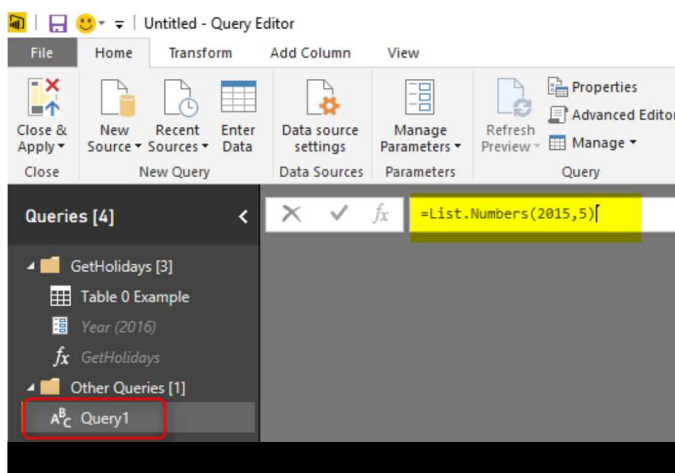 Untitled - Query Editor
File Home Transform Add Column View
Close & Apply New Source Recent Sources Enter Data Data source settings Manage Parameters Refresh Preview Properties
Advanced Editor
Manage
Close New Query Data Sources Parameters Query
Queries [4] fx =List.Numbers(2015,5)
GetHolidays [3]
Table 0 Example
Year (2016)
fx GetHolidays
Other Queries [1]
ABC Query1